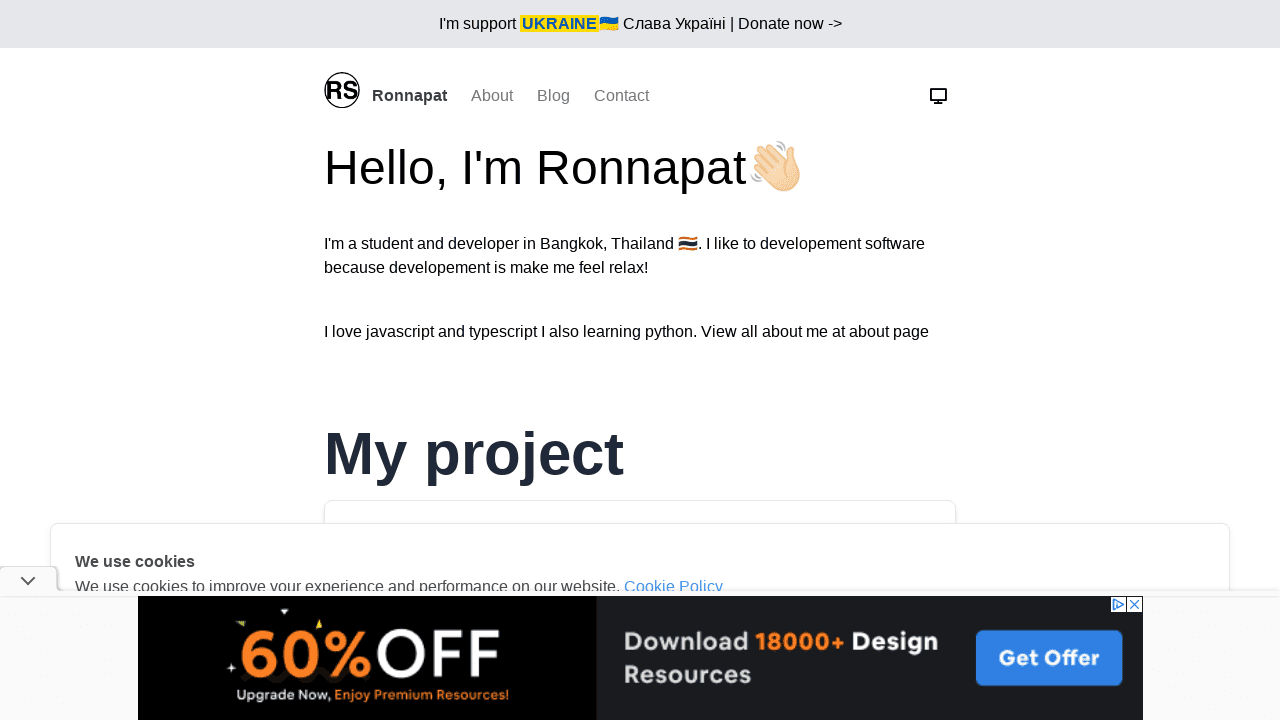 I'm support UKRAINE🇺🇦 Слава Україні | Donate now ->
RS Ronnapat About Blog Contact
Hello, I'm Ronnapat👋🏻
I'm a student and developer in Bangkok, Thailand 🇹🇭. I like to developement software
because developement is make me feel relax!
I love javascript and typescript I also learning python. View all about me at about page
My project
We use cookies
We use cookies to improve your experience and performance on our website. Cookie Policy
60%OFF
Upgrade Now, Enjoy Premium Resources!
Download 18000+ Design
Resources
Get Offer